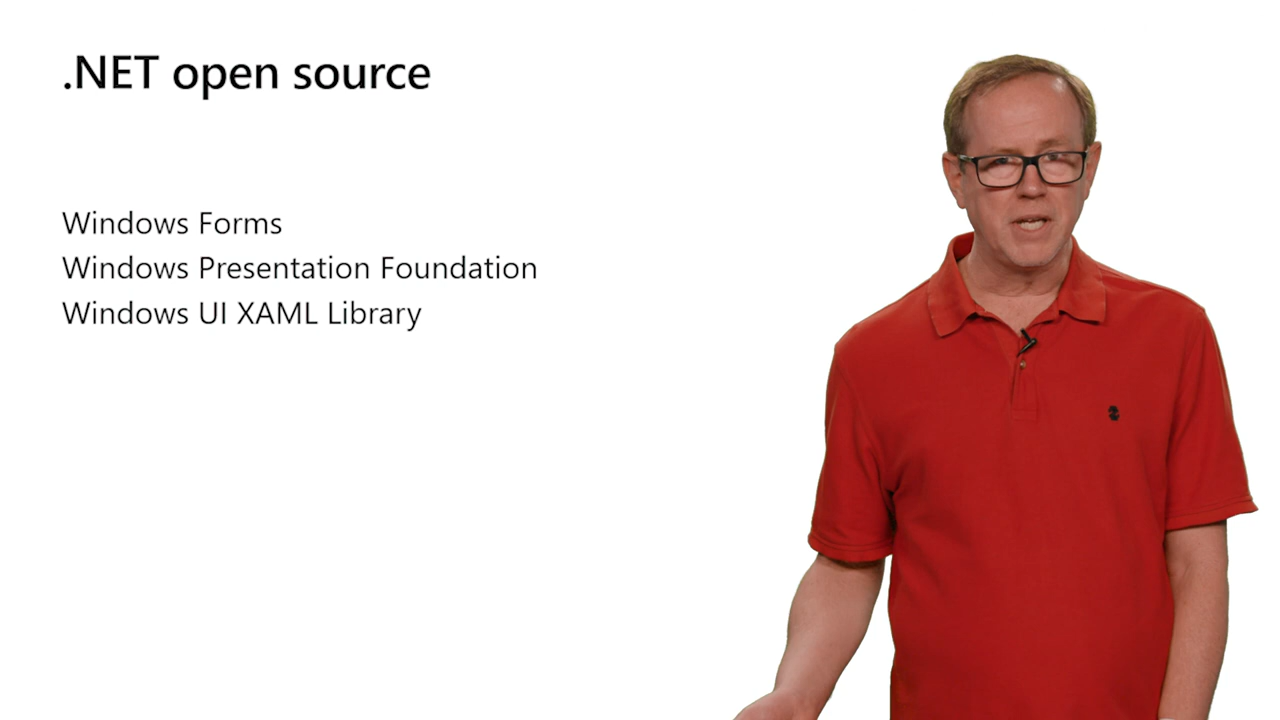 .NET open source
Windows Forms
Windows Presentation Foundation
Windows UI XAML Library